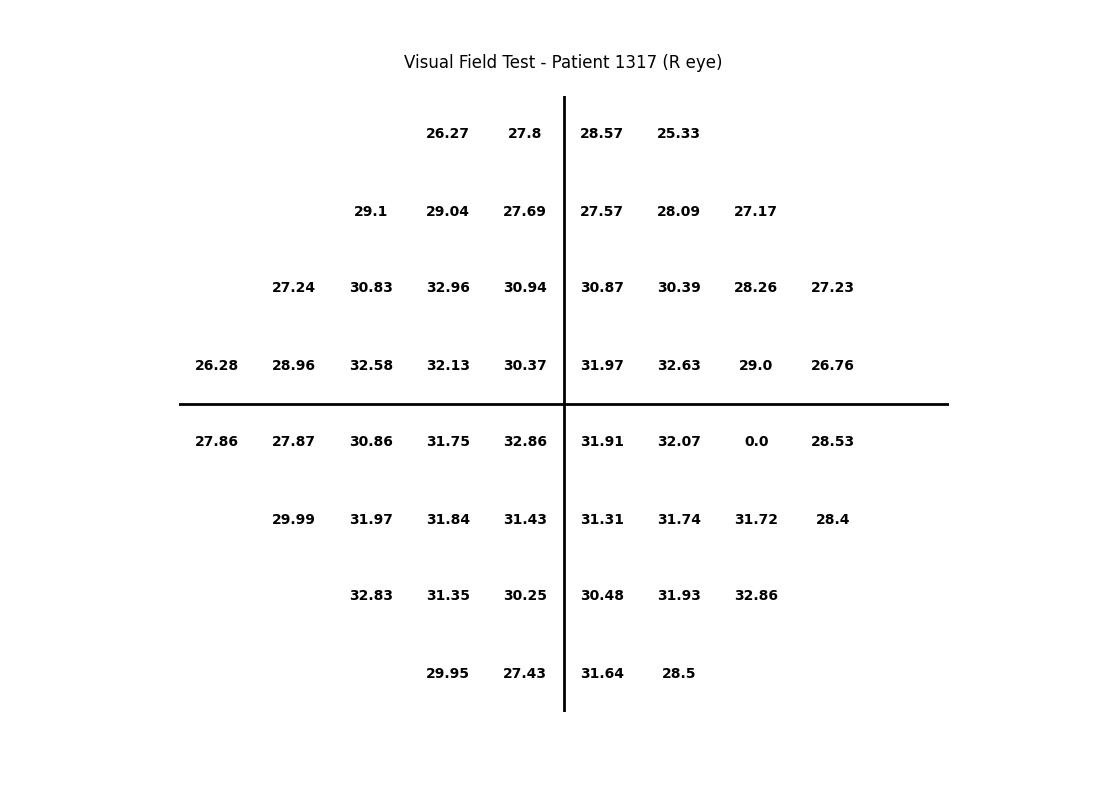 Visual Field Test - Patient 1317 (R eye)
26.27 27.8 28.57 25.33
29.1 29.04 27.69 27.57 28.09 27.17
27.24 30.83 32.96 30.94 30.87 30.39 28.26 27.23
26.28 28.96 32.58 32.13 30.37 31.97 32.63 29.0 26.76
27.86 27.87 30.86 31.75 32.86 31.91 32.07 0.0 28.53
29.99 31.97 31.84 31.43 31.31 31.74 31.72 28.4
32.83 31.35 30.25 30.48 31.93 32.86
29.95 27.43 31.64 28.5